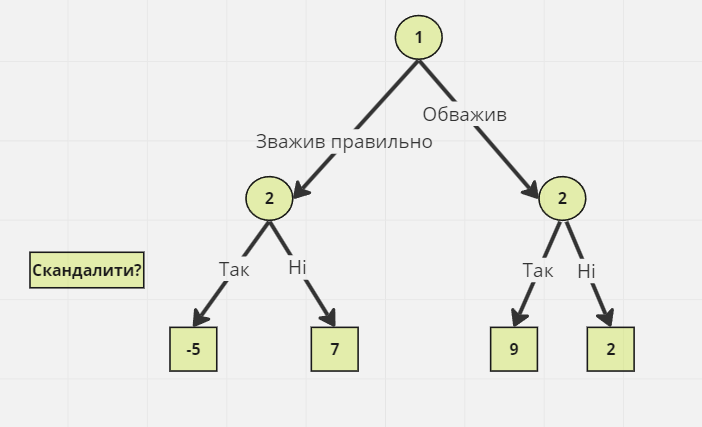 1
Обважив
Зважив правильно
2
2
Скандалити?
Так
Ні
Так
Ні
-5
7
9
2